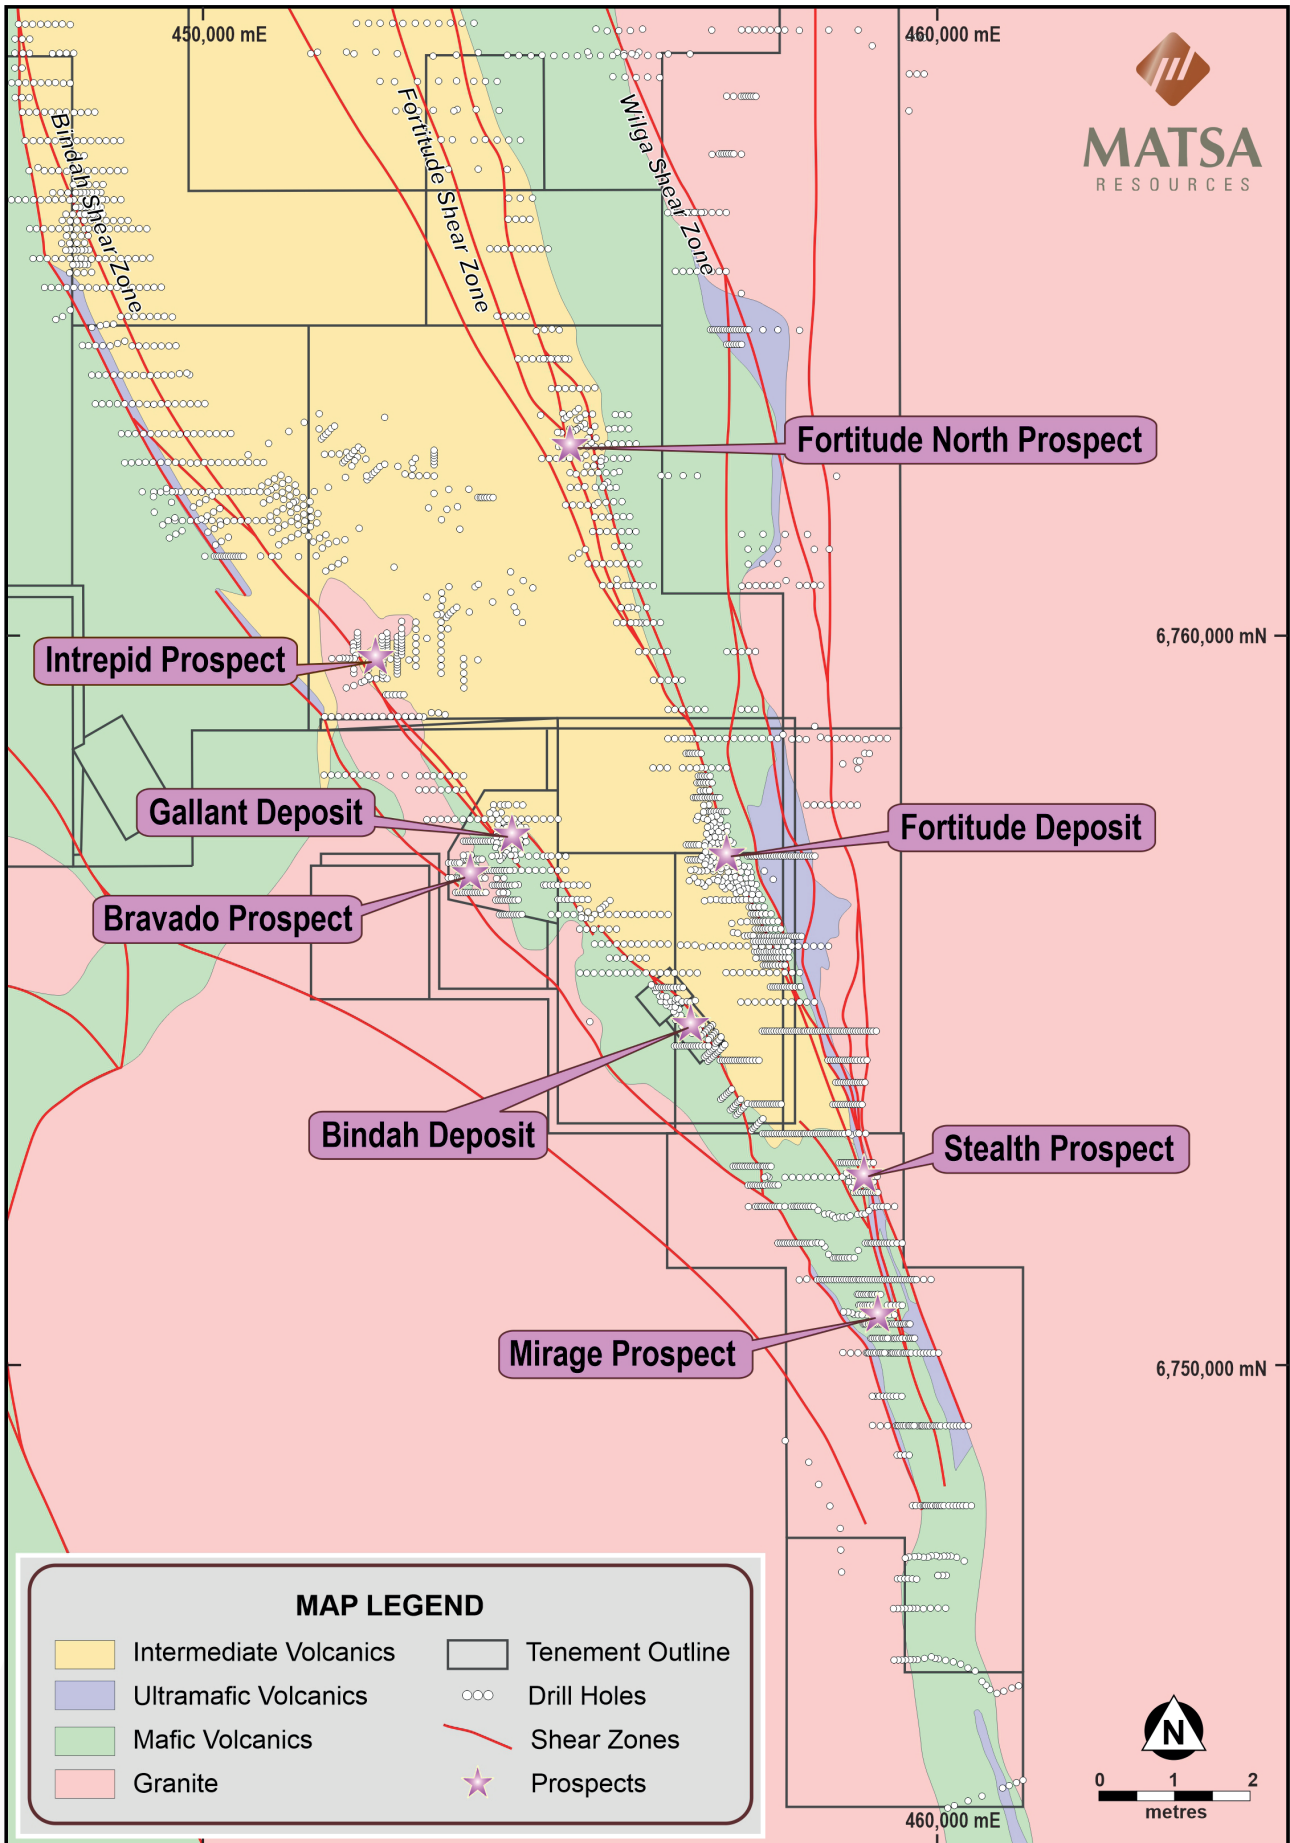 450,000 mE
460,000 mE
MATSA
RESOURCES
Bindah Shear Zone
Fortitude Shear Zone
Wilga Shear Zone
Fortitude North Prospect
6,760,000 mN
Intrepid Prospect
Gallant Deposit
Fortitude Deposit
Bravado Prospect
Bindah Deposit
Stealth Prospect
Mirage Prospect
6,750,000 mN
MAP LEGEND
Intermediate Volcanics
Tenement Outline
Ultramafic Volcanics
Drill Holes
Mafic Volcanics
Shear Zones
Granite
Prospects
N
0 1 2
metres
460,000 mE